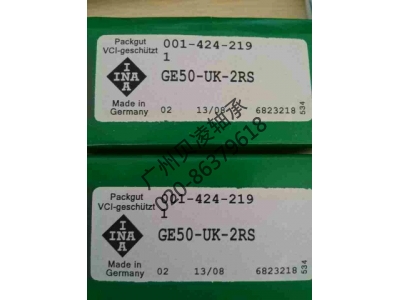 Packgut
VCI-geschützt
001-424-219
1
INA
GE50-UK-2RS
Made in
Germany
02 13/08 6823218
534
广州贝凌轴承
020-86379618
Packgut
VCI-geschützt
001-424-219
1
INA
GE50-UK-2RS
Made in
Germany
02 13/08 6823218
534